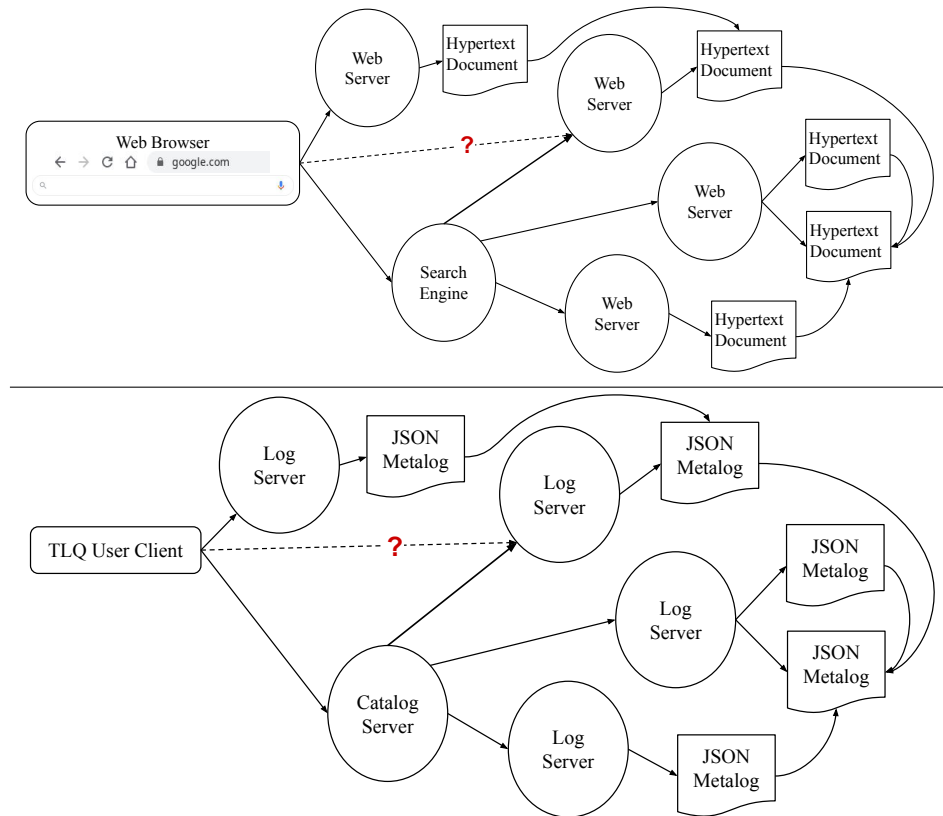 Web
Server
Hypertext
Document
Hypertext
Document
Web
Server
Web Browser
google.com
?
Hypertext
Document
Web
Server
Hypertext
Document
Search
Engine
Web
Server
Hypertext
Document
Log
Server
JSON
Metalog
JSON
Metalog
Log
Server
TLQ User Client
?
JSON
Metalog
Log
Server
JSON
Metalog
Catalog
Server
Log
Server
JSON
Metalog